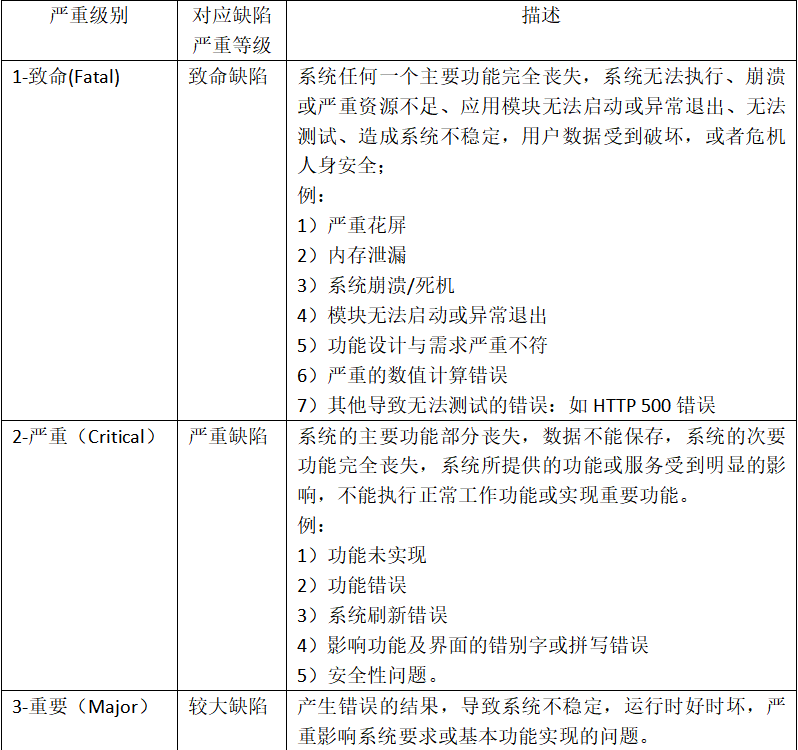 严重级别
对应缺陷
严重等级
描述
1-致命(Fatal)
致命缺陷
系统任何一个主要功能完全丧失，系统无法执行、崩溃
或严重资源不足、应用模块无法启动或异常退出、无法
测试、造成系统不稳定，用户数据受到破坏，或者危机
人身安全；
例：
1）严重花屏
2）内存泄漏
3）系统崩溃/死机
4）模块无法启动或异常退出
5）功能设计与需求严重不符
6）严重的数值计算错误
7）其他导致无法测试的错误：如 HTTP 500 错误
2-严重（Critical）
严重缺陷
系统的主要功能部分丧失，数据不能保存，系统的次要
功能完全丧失，系统所提供的功能或服务受到明显的影
响，不能执行正常工作功能或实现重要功能。
例：
1）功能未实现
2）功能错误
3）系统刷新错误
4）影响功能及界面的错别字或拼写错误
5）安全性问题。
3-重要（Major）
较大缺陷
产生错误的结果，导致系统不稳定，运行时好时坏，严
重影响系统要求或基本功能实现的问题。